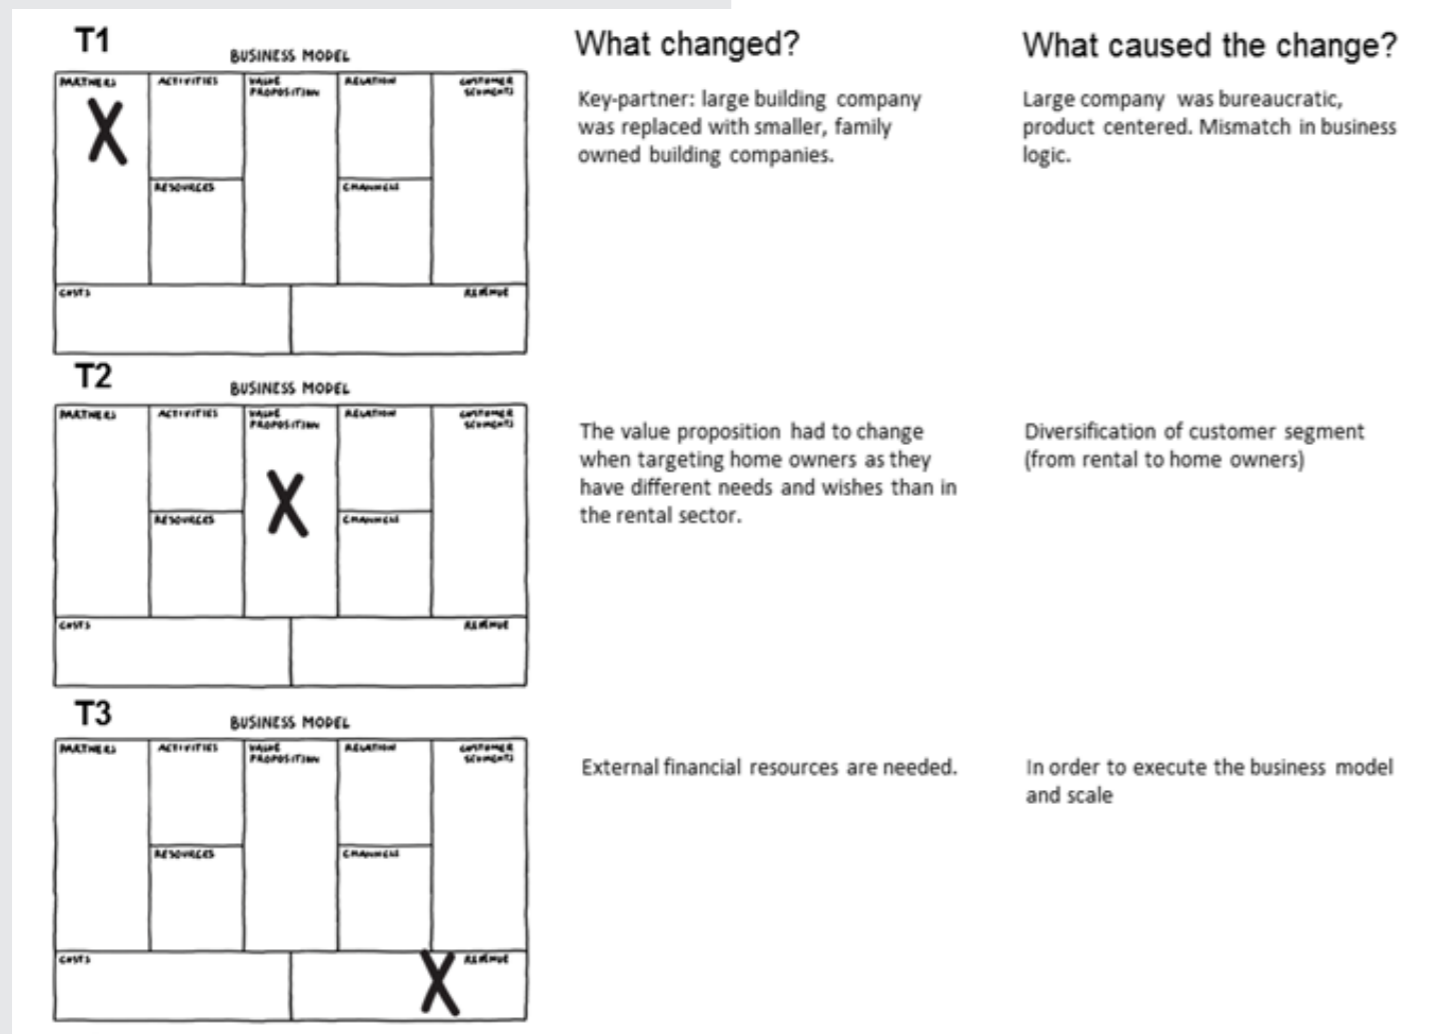 T1
What changed?
What caused the change?
BUSINESS MODEL
PARTNERS
ACTIVITIES
VALUE
PROPOSITION
RELATION
CUSTOMER
SEGMENTS
RESOURCES
CHANNELS
COSTS
REVENUE
X
Key-partner: large building company
was replaced with smaller, family
owned building companies.
Large company was bureaucratic,
product centered. Mismatch in business
logic.
T2
BUSINESS MODEL
PARTNERS
ACTIVITIES
VALUE
PROPOSITION
RELATION
CUSTOMER
SEGMENTS
RESOURCES
CHANNELS
COSTS
REVENUE
X
The value proposition had to change
when targeting home owners as they
have different needs and wishes than in
the rental sector.
Diversification of customer segment
(from rental to home owners)
T3
BUSINESS MODEL
PARTNERS
ACTIVITIES
VALUE
PROPOSITION
RELATION
CUSTOMER
SEGMENTS
RESOURCES
CHANNELS
COSTS
REVENUE
X
External financial resources are needed.
In order to execute the business model
and scale